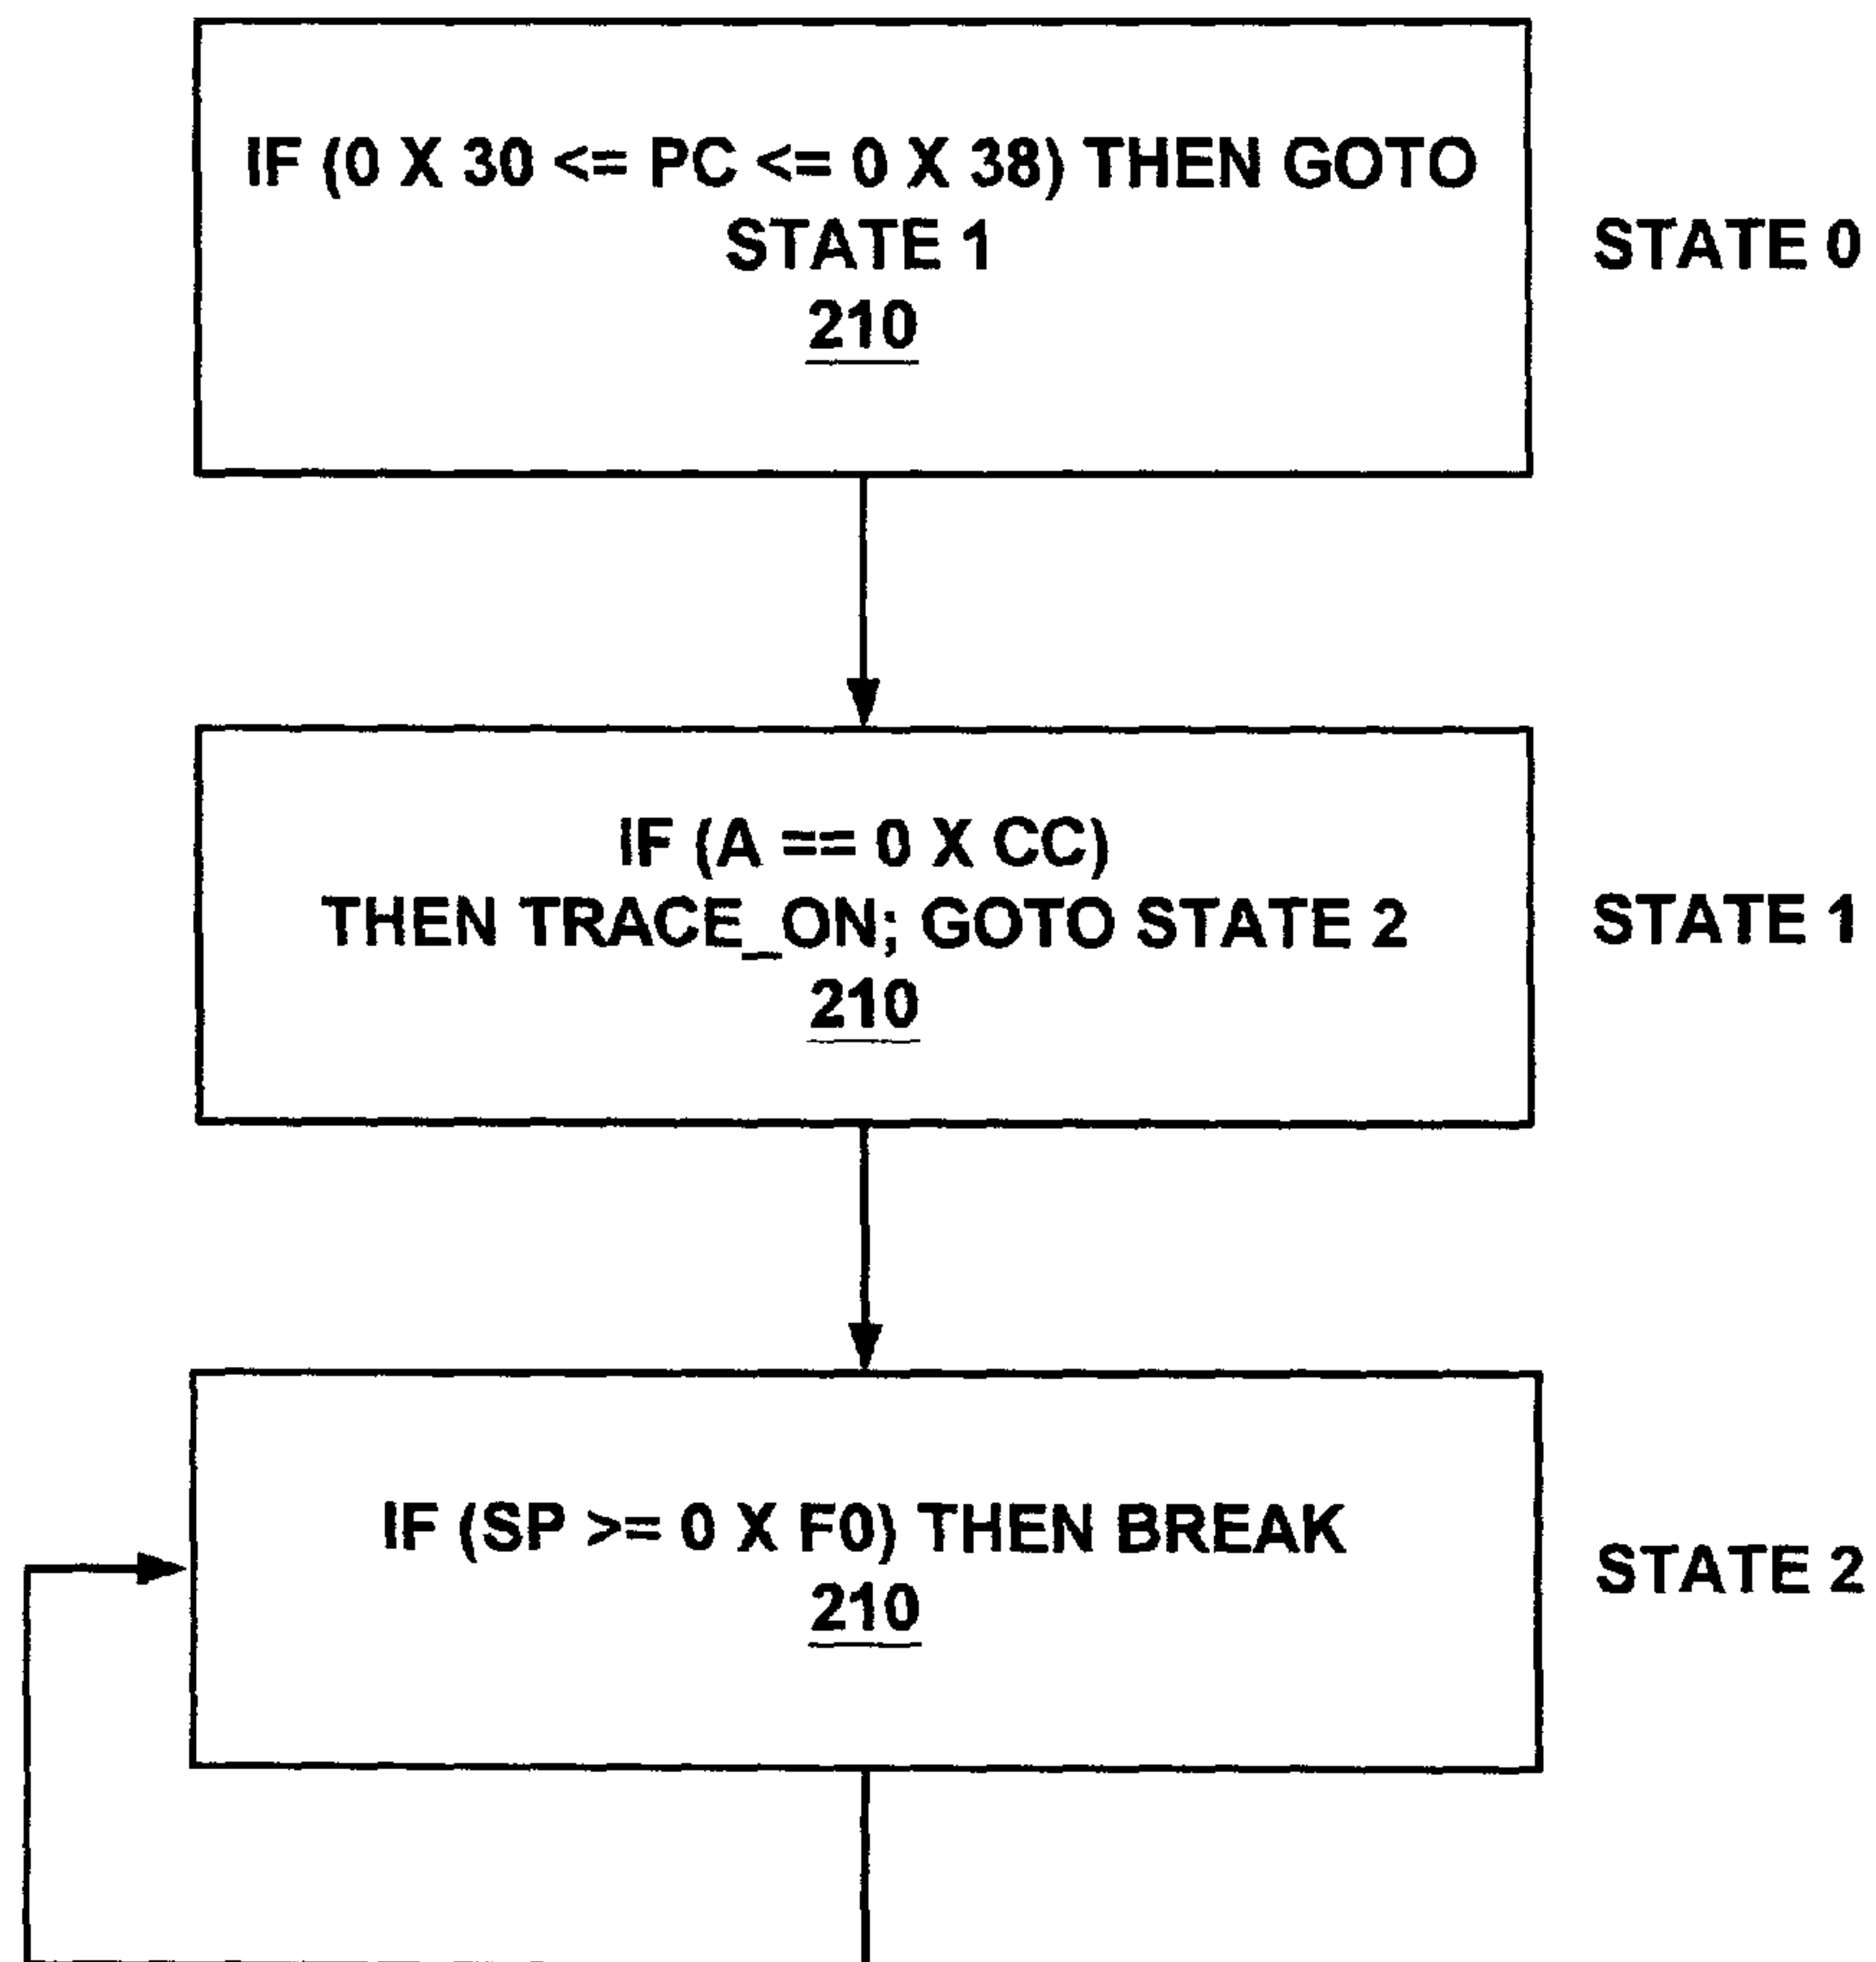 IF (0 X 30 <= PC <= 0 X 38) THEN GOTO
STATE 1
210
STATE 0
IF (A == 0 X CC)
THEN TRACE_ON; GOTO STATE 2
210
STATE 1
IF (SP >= 0 X F0) THEN BREAK
210
STATE 2